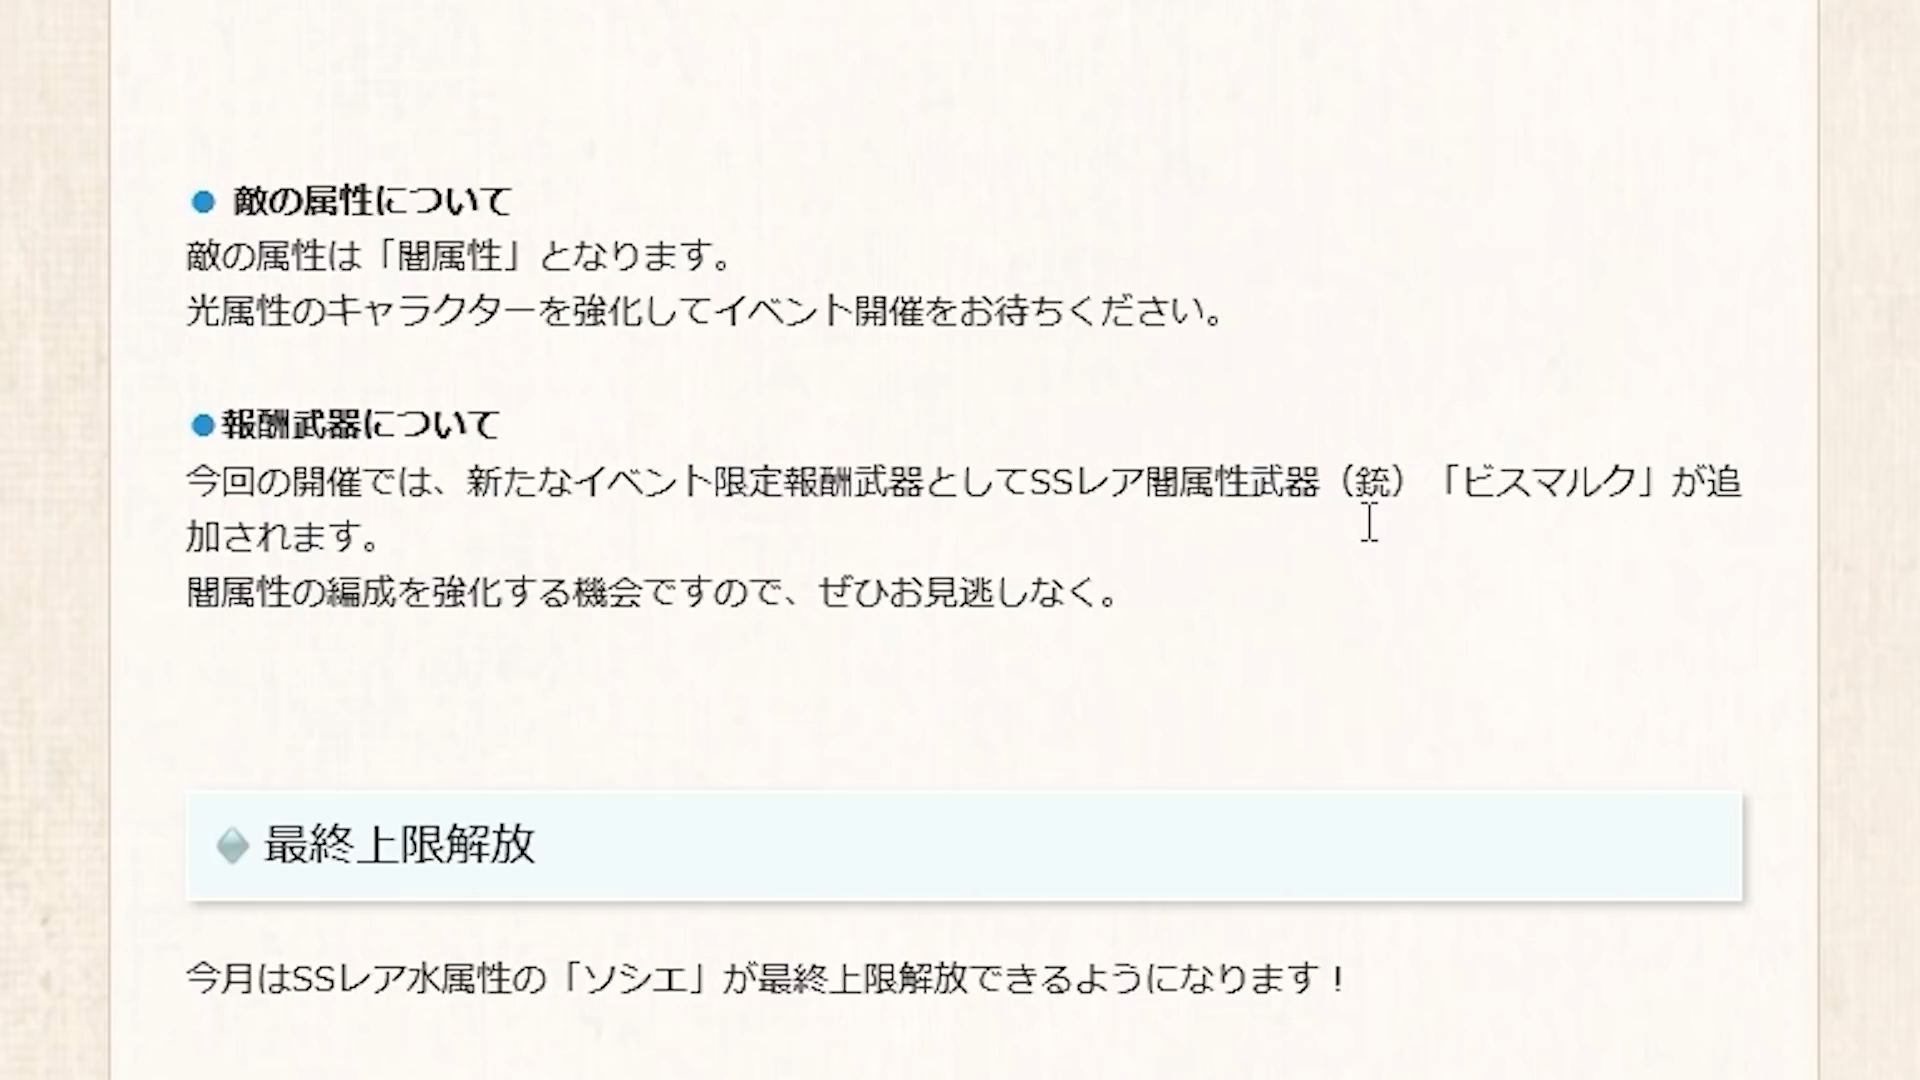 ● 敵の属性について
敵の属性は「闇属性」となります。
光属性のキャラクターを強化してイベント開催をお待ちください。
●報酬武器について
今回の開催では、新たなイベント限定報酬武器としてSSレア闇属性武器（銃）「ビスマルク」が追
加されます。
闇属性の編成を強化する機会ですので、ぜひお見逃しなく。
最終上限解放
今月はSSレア水属性の「ソシエ」が最終上限解放できるようになります！